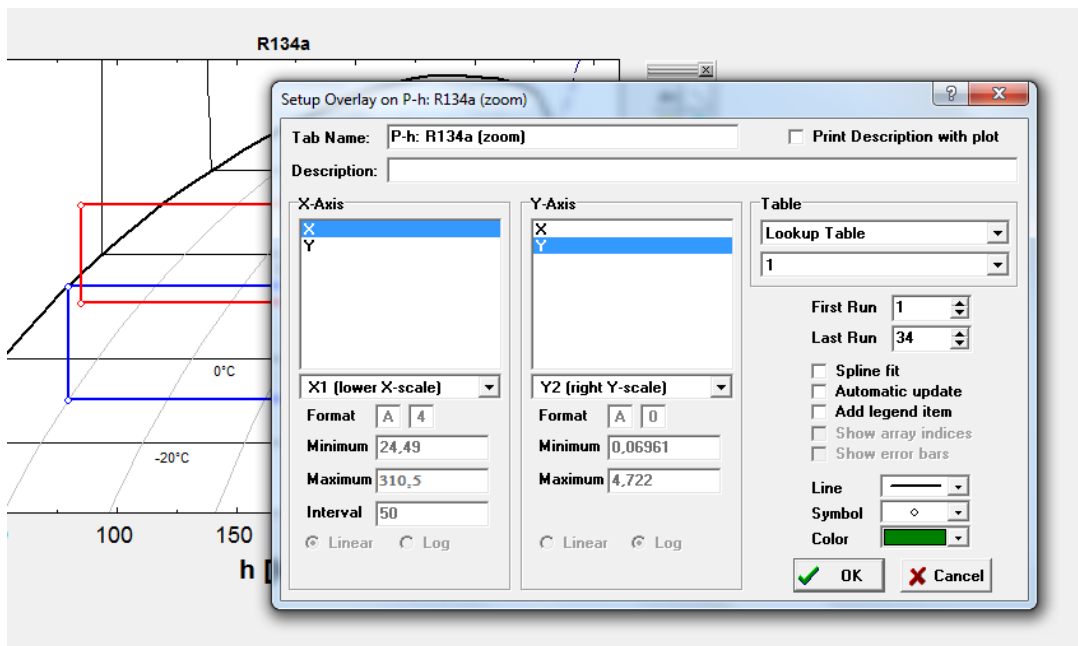 R134a
Setup Overlay on P-h: R134a (zoom)
Tab Name: P-h: R134a (zoom) Print Description with plot
Description:
X-Axis Y-Axis Table
X X Lookup Table
Y Y 1
First Run 1
Last Run 34
Spline fit
Automatic update
X1 (lower X-scale) Y2 (right Y-scale) Add legend item
Format A 4 Format A 0 Show array indices
Minimum 24,49 Minimum 0,06961 Show error bars
Maximum 310,5 Maximum 4,722 Line
Interval 50 Symbol
Linear Log Linear Log Color
OK Cancel
0°C
-20°C
100 150
h [